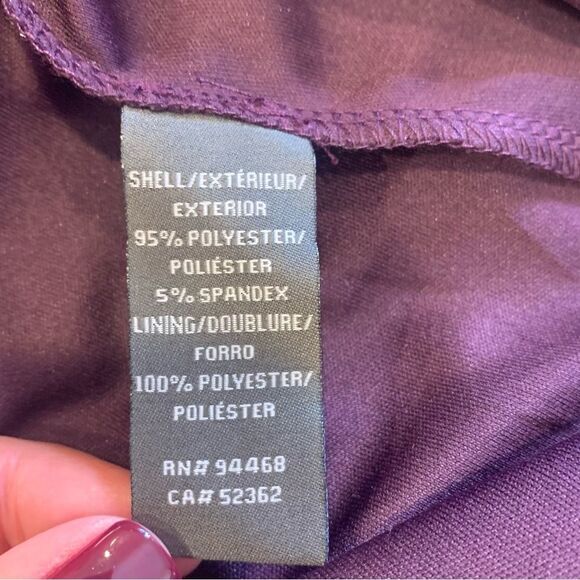 SHELL/EXTÉRIEUR/
EXTERIOR
95% POLYESTER/
POLIÉSTER
5% SPANDEX
LINING/DOUBLURE/
FORRO
100% POLYESTER/
POLIÉSTER
RN# 94468
CA# 52362